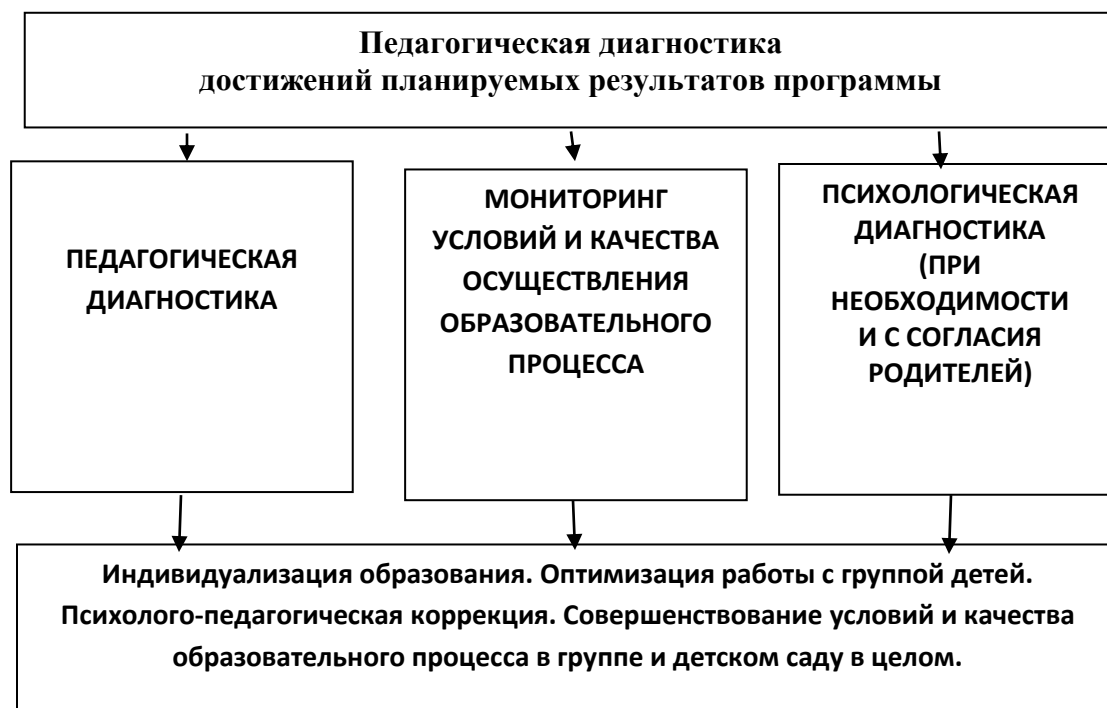 Педагогическая диагностика
достижений планируемых результатов программы
ПЕДАГОГИЧЕСКАЯ
ДИАГНОСТИКА
МОНИТОРИНГ
УСЛОВИЙ И КАЧЕСТВА
ОСУЩЕСТВЛЕНИЯ
ОБРАЗОВАТЕЛЬНОГО
ПРОЦЕССА
ПСИХОЛОГИЧЕСКАЯ
ДИАГНОСТИКА
(ПРИ
НЕОБХОДИМОСТИ
И С СОГЛАСИЯ
РОДИТЕЛЕЙ)
Индивидуализация образования. Оптимизация работы с группой детей.
Психолого-педагогическая коррекция. Совершенствование условий и качества
образовательного процесса в группе и детском саду в целом.